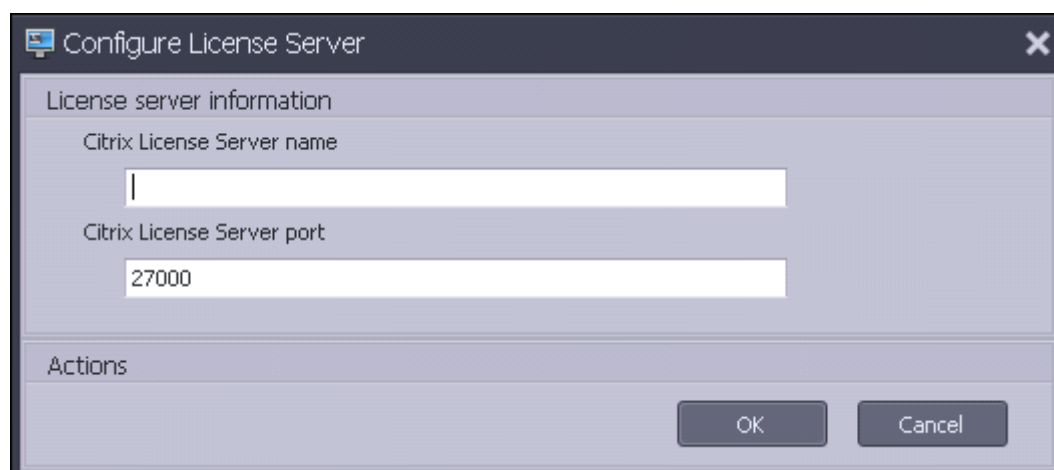 Configure License Server
License server information
Citrix License Server name
Citrix License Server port
27000
Actions
OK
Cancel